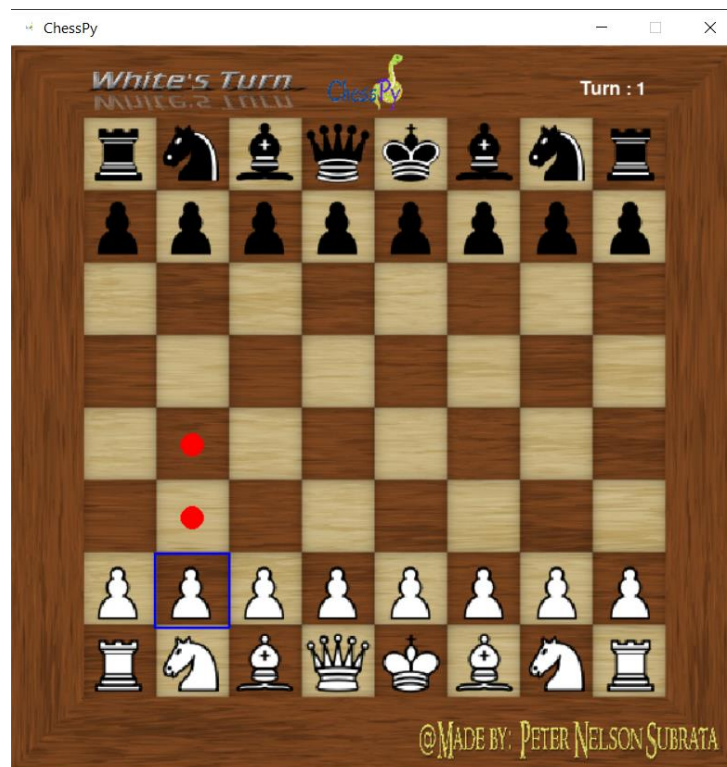 ChessPy
White's Turn
ChessPy
Turn : 1
@Made by: Peter Nelson Subrata